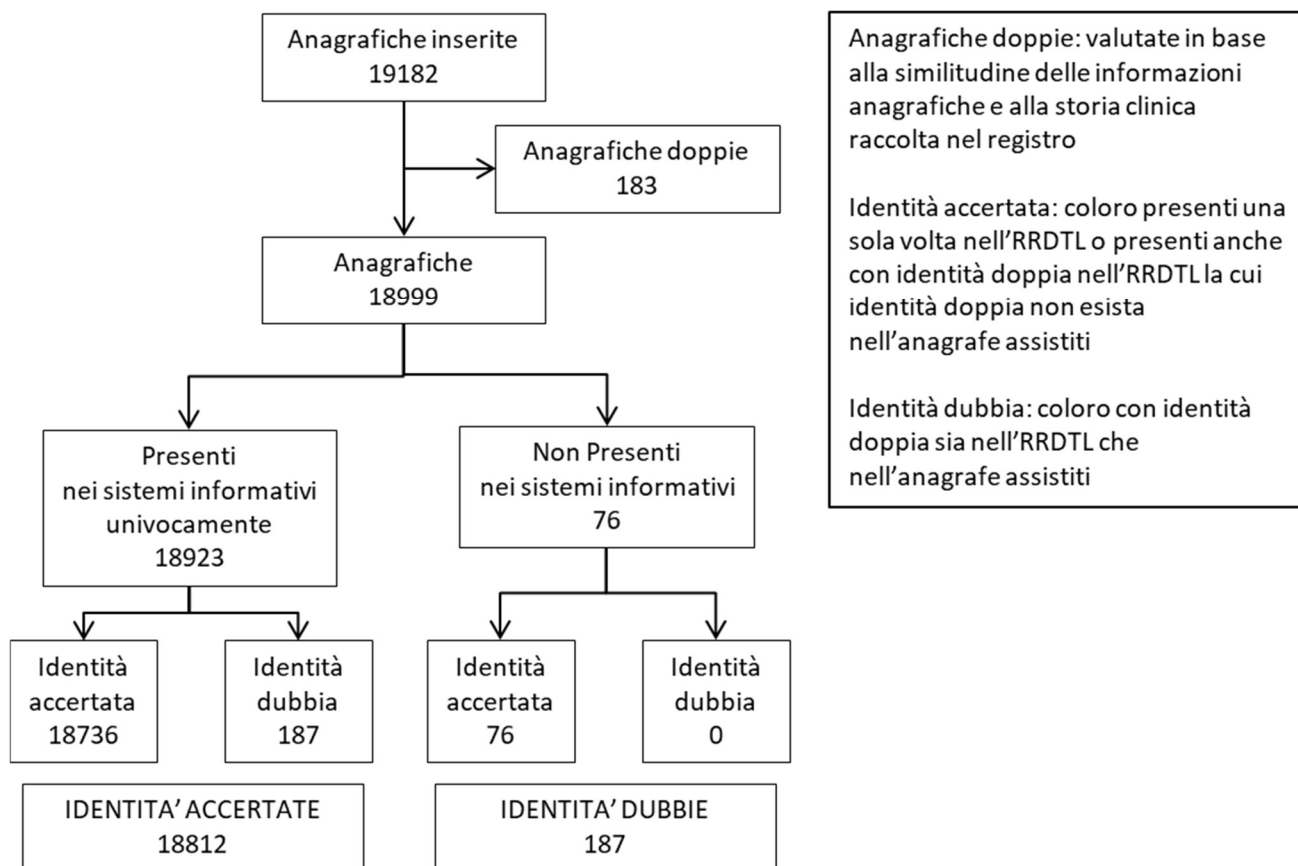 Anagrafiche inserite
19182
Anagrafiche doppie
183
Anagrafiche
18999
Presenti
nei sistemi informativi
univocamente
18923
Non Presenti
nei sistemi informativi
76
Identità
accertata
18736
Identità
dubbia
187
Identità
accertata
76
Identità
dubbia
0
IDENTITA’ ACCERTATE
18812
IDENTITA’ DUBBIE
187
Anagrafiche doppie: valutate in base
alla similitudine delle informazioni
anagrafiche e alla storia clinica
raccolta nel registro
Identità accertata: coloro presenti una
sola volta nell’RRDTL o presenti anche
con identità doppia nell’RRDTL la cui
identità doppia non esista
nell’anagrafe assistiti
Identità dubbia: coloro con identità
doppia sia nell’RRDTL che
nell’anagrafe assistiti